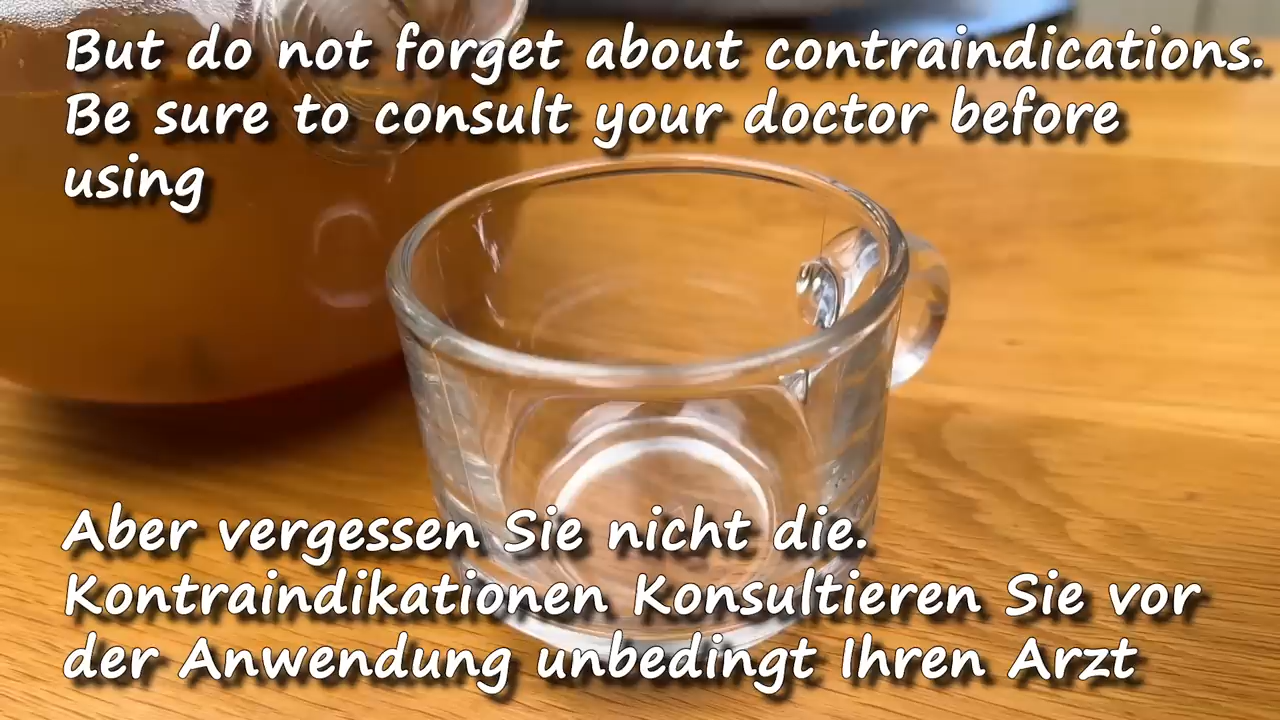 But do not forget about contraindications.
Be sure to consult your doctor before
using
Aber vergessen Sie nicht die.
Kontraindikationen Konsultieren Sie vor
der Anwendung unbedingt Ihren Arzt